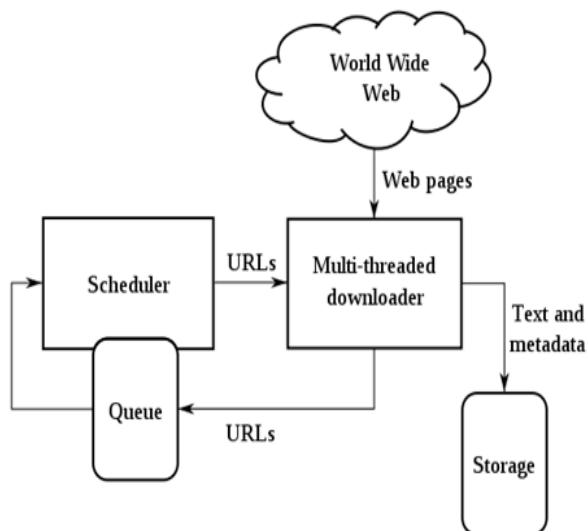 World Wide
Web
Web pages
Scheduler
URLs
Multi-threaded
downloader
Text and
metadata
Queue
URLs
Storage